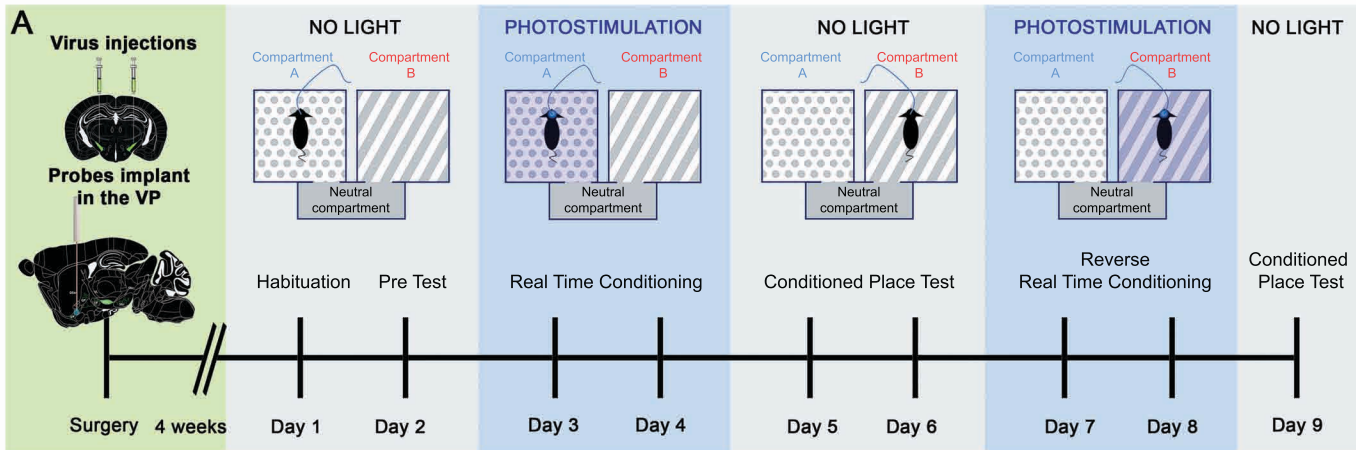 A
Virus injections
Probes implant
in the VP
Surgery
4 weeks
NO LIGHT
Compartment
A
Compartment
B
Neutral
compartment
Habituation
Pre Test
Day 1
Day 2
PHOTOSTIMULATION
Compartment
A
Compartment
B
Neutral
compartment
Real Time Conditioning
Day 3
Day 4
NO LIGHT
Compartment
A
Compartment
B
Neutral
compartment
Conditioned Place Test
Day 5
Day 6
PHOTOSTIMULATION
Compartment
A
Compartment
B
Neutral
compartment
Reverse
Real Time Conditioning
Day 7
Day 8
NO LIGHT
Conditioned
Place Test
Day 9